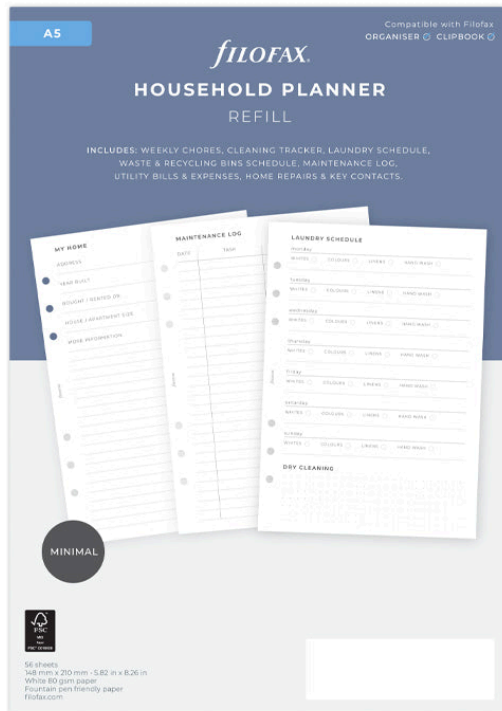 A5
Compatible with Filofax
ORGANISER CLIPBOOK
FILOFAX®
HOUSEHOLD PLANNER
REFILL
INCLUDES: WEEKLY CHORES, CLEANING TRACKER, LAUNDRY SCHEDULE,
WASTE & RECYCLING BINS SCHEDULE, MAINTENANCE LOG,
UTILITY BILLS & EXPENSES, HOME REPAIRS & KEY CONTACTS.
MY HOME
ADDRESS
YEAR BUILT
BOUGHT / RENTED ON
HOUSE / APARTMENT SIZE
MORE INFORMATION
MAINTENANCE LOG
DATE TASK
LAUNDRY SCHEDULE
monday
WHITES COLOURS LINENS HAND WASH
tuesday
WHITES COLOURS LINENS HAND WASH
wednesday
WHITES COLOURS LINENS HAND WASH
thursday
WHITES COLOURS LINENS HAND WASH
friday
WHITES COLOURS LINENS HAND WASH
saturday
WHITES COLOURS LINENS HAND WASH
sunday
WHITES COLOURS LINENS HAND WASH
DRY CLEANING
MINIMAL
FSC
56 sheets
148 mm x 210 mm - 5.82 in x 8.26 in
White 80 gsm paper
Fountain pen friendly paper
filofax.com